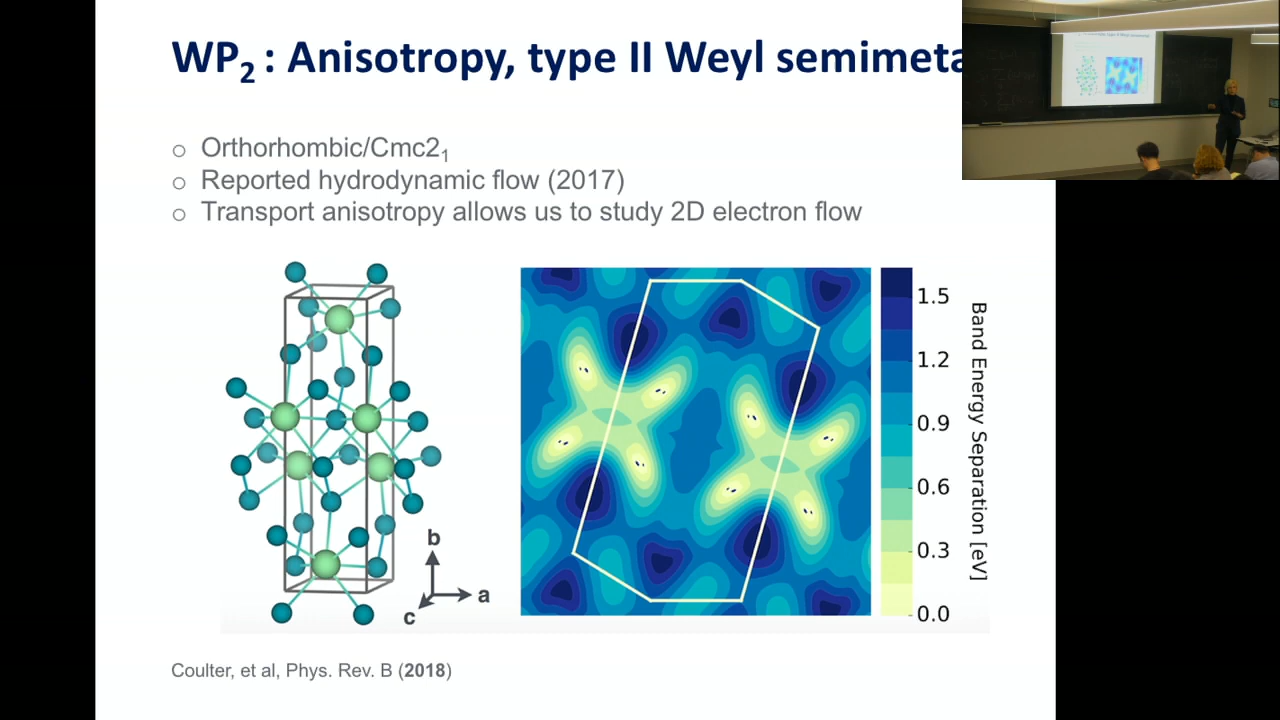 WP₂ : Anisotropy, type II Weyl semimeta
○ Orthorhombic/Cmc2₁
○ Reported hydrodynamic flow (2017)
○ Transport anisotropy allows us to study 2D electron flow
b
a
c
1.5
1.2
0.9
0.6
0.3
0.0
Band Energy Separation [eV]
Coulter, et al, Phys. Rev. B (2018)